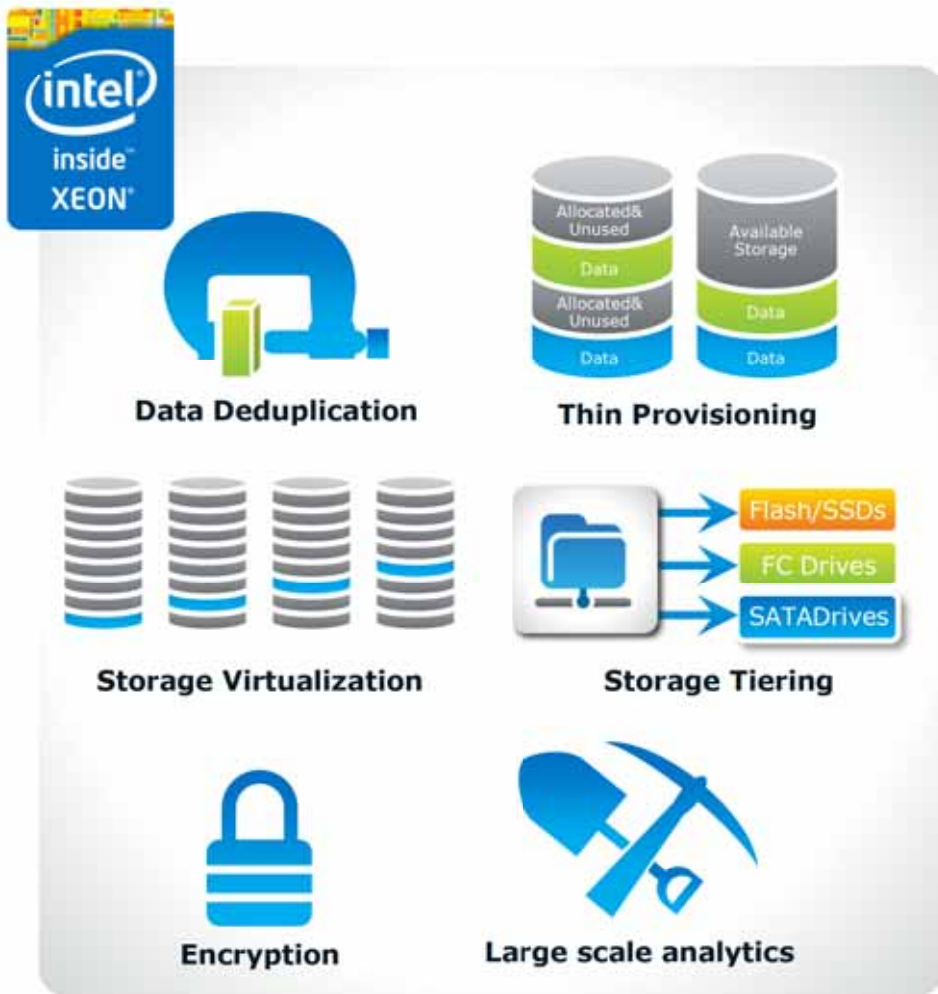 intel®
inside™
XEON®
Allocated&
Unused
Data
Allocated&
Unused
Data
Available
Storage
Data
Data
Data Deduplication
Thin Provisioning
Flash/SSDs
FC Drives
SATADrives
Storage Virtualization
Storage Tiering
Encryption
Large scale analytics